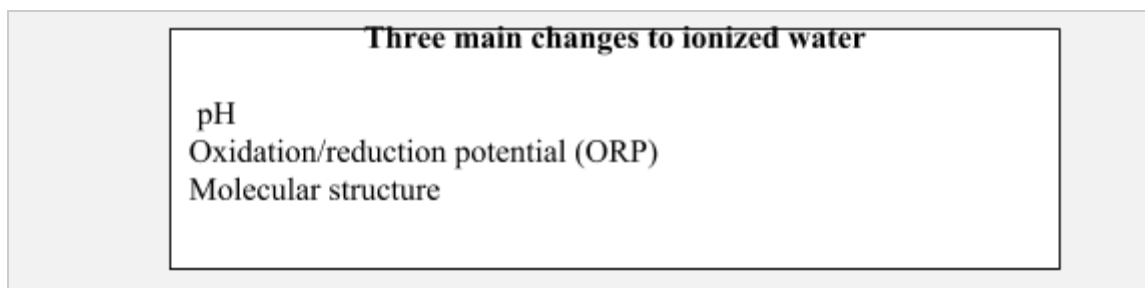 Three main changes to ionized water
pH
Oxidation/reduction potential (ORP)
Molecular structure